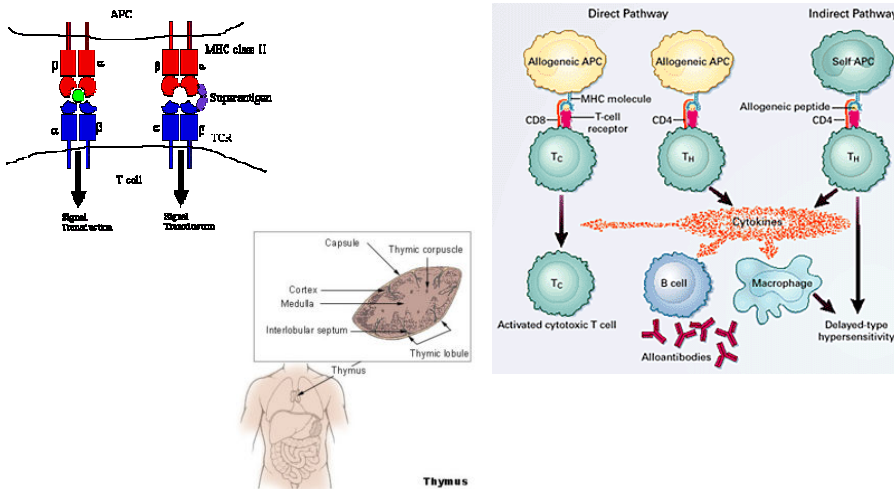 APC
MHC class II
β
α
β
α
Superantigen
TCR
α
β
α
β
T cell
Signal
Transduction
Signal
Transduction
Capsule
Thymic corpuscle
Cortex
Medulla
Interlobular septum
Thymic lobule
Thymus
Thymus
Direct Pathway
Indirect Pathway
Allogeneic APC
Allogeneic APC
Self APC
MHC molecule
Allogeneic peptide
CD8
T-cell
receptor
CD4
CD4
TC
TH
TH
Cytokines
TC
B cell
Macrophage
Activated cytotoxic T cell
Alloantibodies
Delayed-type
hypersensitivity